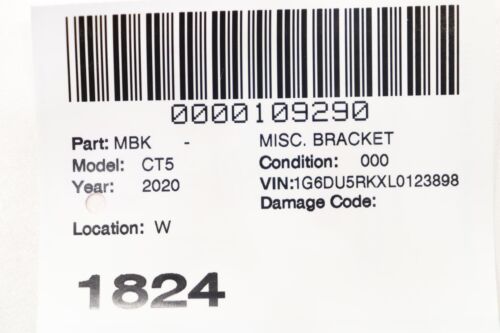 0000109290
Part: MBK - MISC. BRACKET
Model: CT5 Condition: 000
Year: 2020 VIN:1G6DU5RKXL0123898
Damage Code:
Location: W
1824